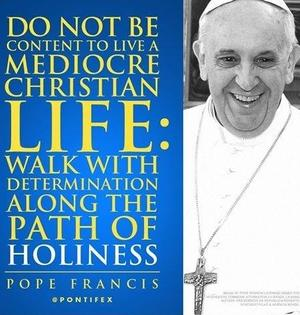 DO NOT BE
CONTENT TO LIVE A
MEDIOCRE
CHRISTIAN
LIFE:
WALK WITH
DETERMINATION
ALONG THE
PATH OF
HOLINESS
POPE FRANCIS
@PONTIFEX